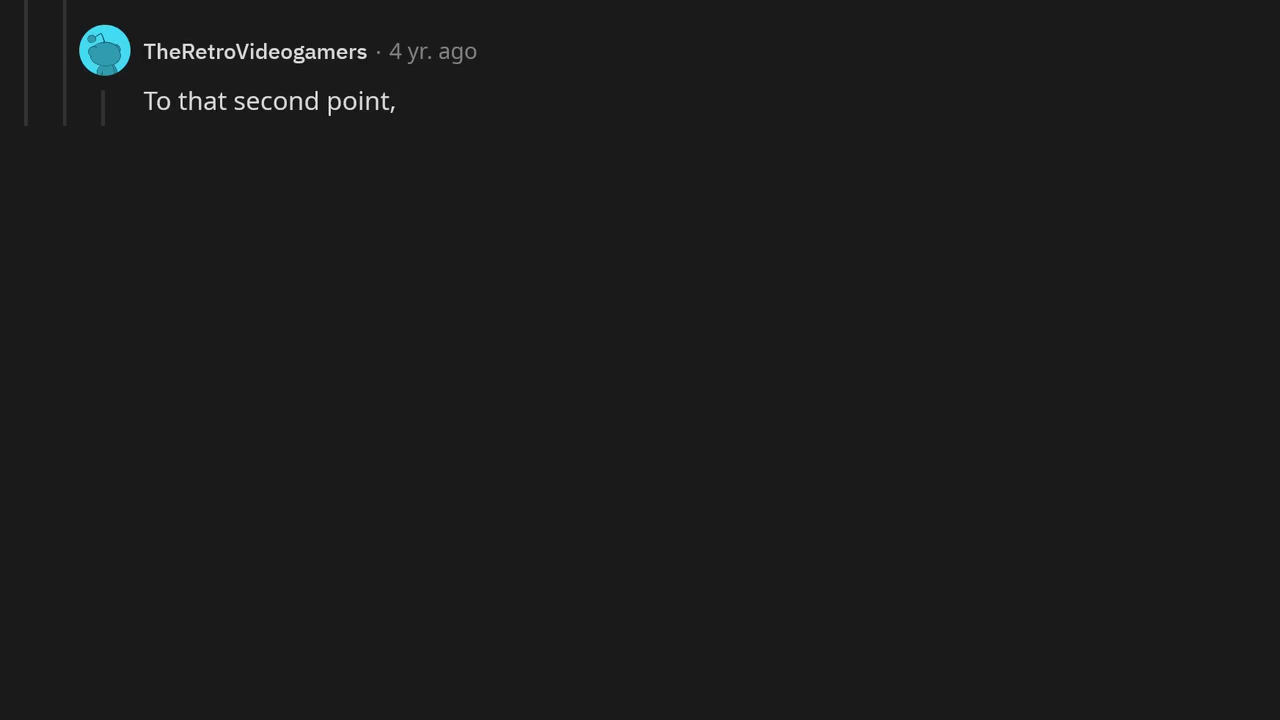 TheRetroVideogamers · 4 yr. ago
To that second point,